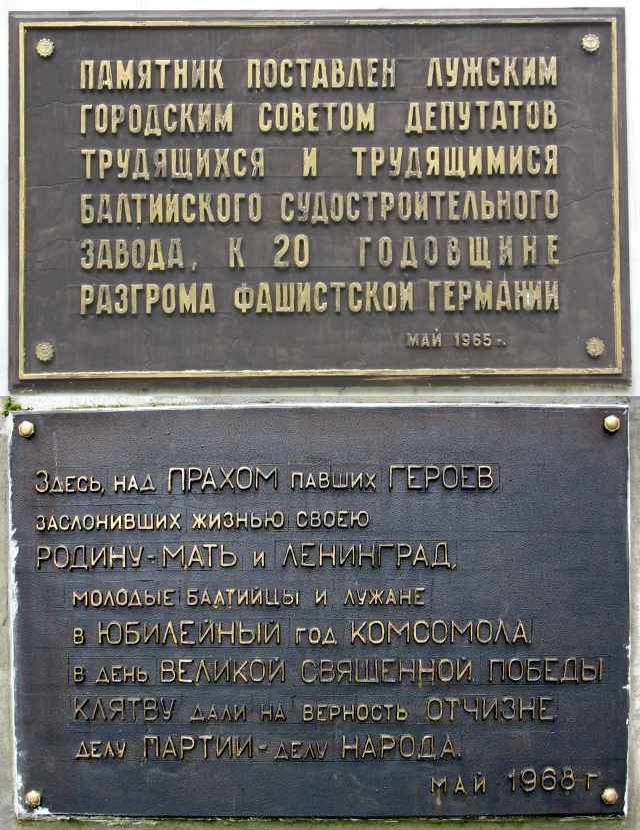 ПАМЯТНИК ПОСТАВЛЕН ЛУЖСКИМ
ГОРОДСКИМ СОВЕТОМ ДЕПУТАТОВ
ТРУДЯЩИХСЯ И ТРУДЯЩИМИСЯ
БАЛТИЙСКОГО СУДОСТРОИТЕЛЬНОГО
ЗАВОДА, К 20 ГОДОВЩИНЕ
РАЗГРОМА ФАШИСТСКОЙ ГЕРМАНИИ
МАЙ 1965 г.
Здесь, над ПРАХОМ павших ГЕРОЕВ,
заслонивших жизнью своею
РОДИНУ-МАТЬ и ЛЕНИНГРАД,
молодые балтийцы и лужане
в ЮБИЛЕЙНЫЙ год КОМСОМОЛА
в день ВЕЛИКОЙ СВЯЩЕННОЙ ПОБЕДЫ
КЛЯТВУ дали на верность ОТЧИЗНЕ
делу ПАРТИИ - делу НАРОДА.
МАЙ 1968 г.